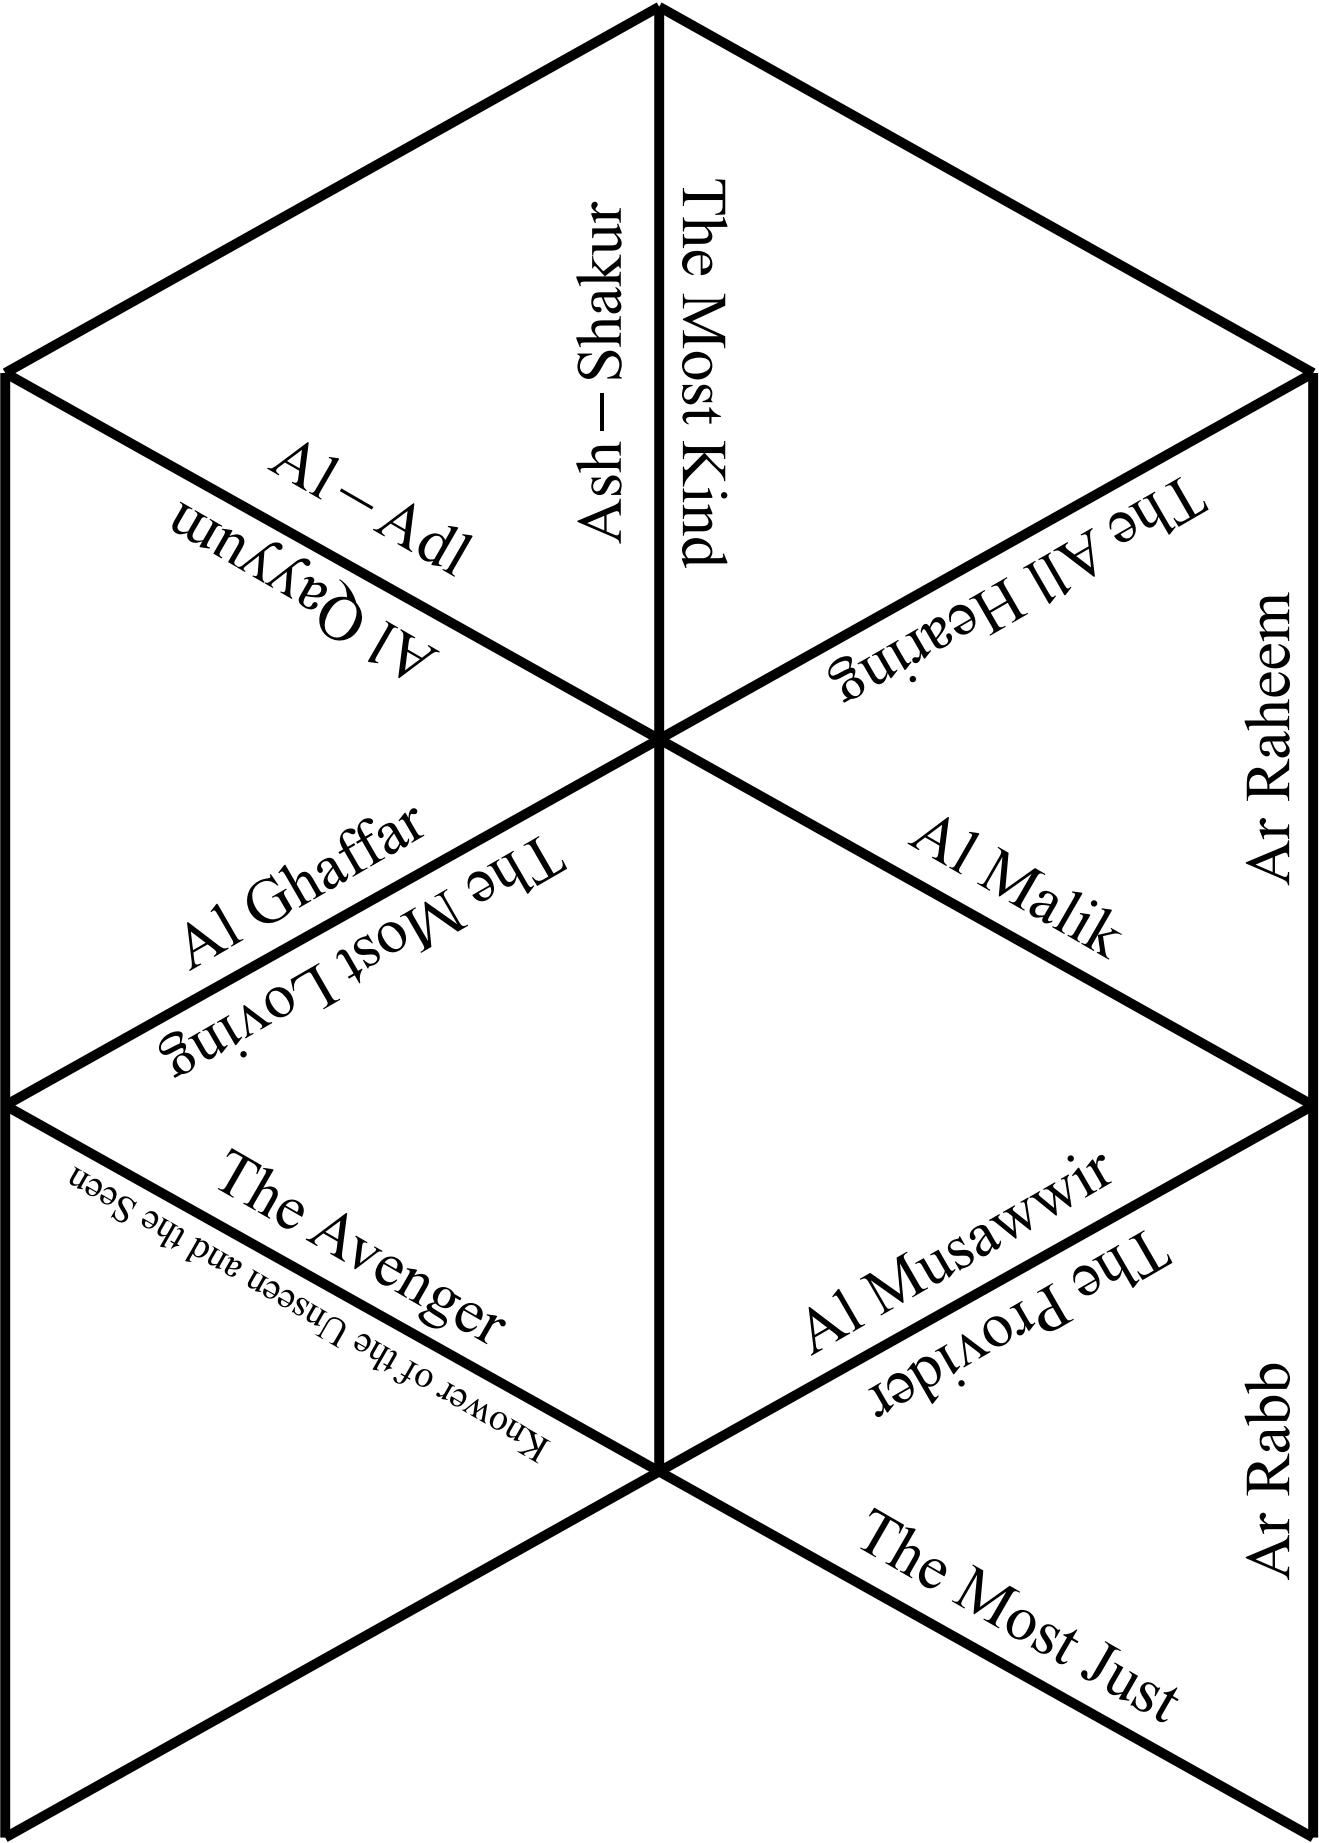 Ash – Shakur
The Most Kind
Al – Adl
Al Qayyum
The All Hearing
Ar Raheem
Al Ghaffar
The Most Loving
Al Malik
The Avenger
Knower of the Unseen and the Seen
Al Musawwir
The Provider
Ar Rabb
The Most Just